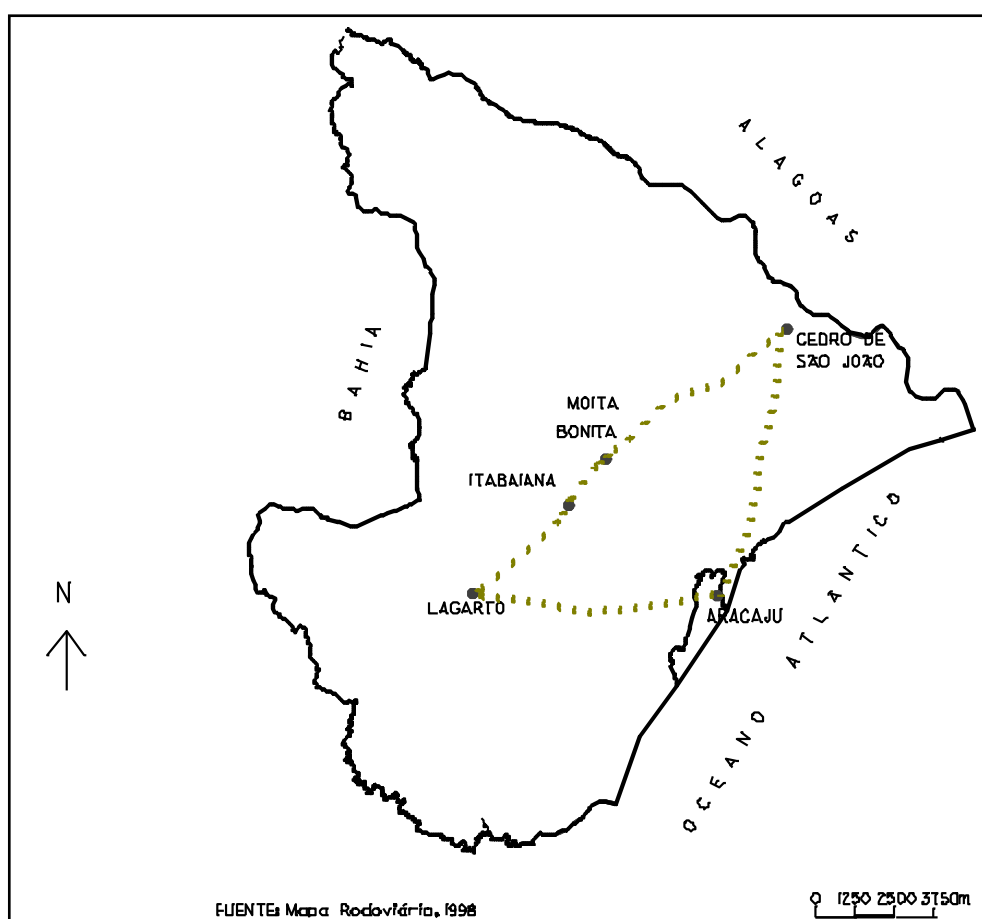 ALAGOAS
CEDRO DE
SÃO JOÃO
BAHIA
MOITA
BONITA
ITABAIANA
LAGARTO
ARACAJU
N
OCEANO ATLÂNTICO
FUENTE: Mapa Rodoviário, 1998
0 1250 2500 3750m